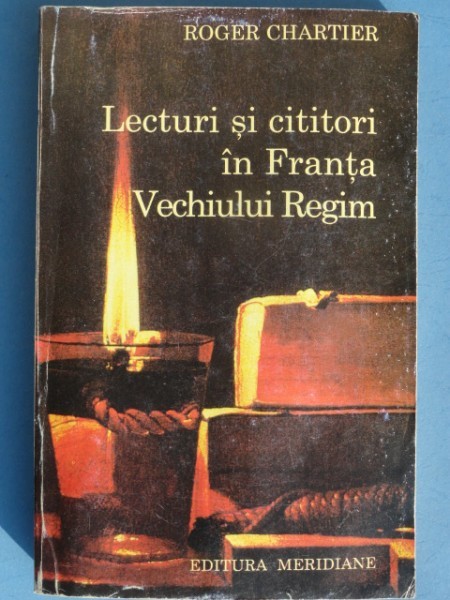 ROGER CHARTIER
Lecturi și cititori
în Franța
Vechiului Regim
EDITURA MERIDIANE